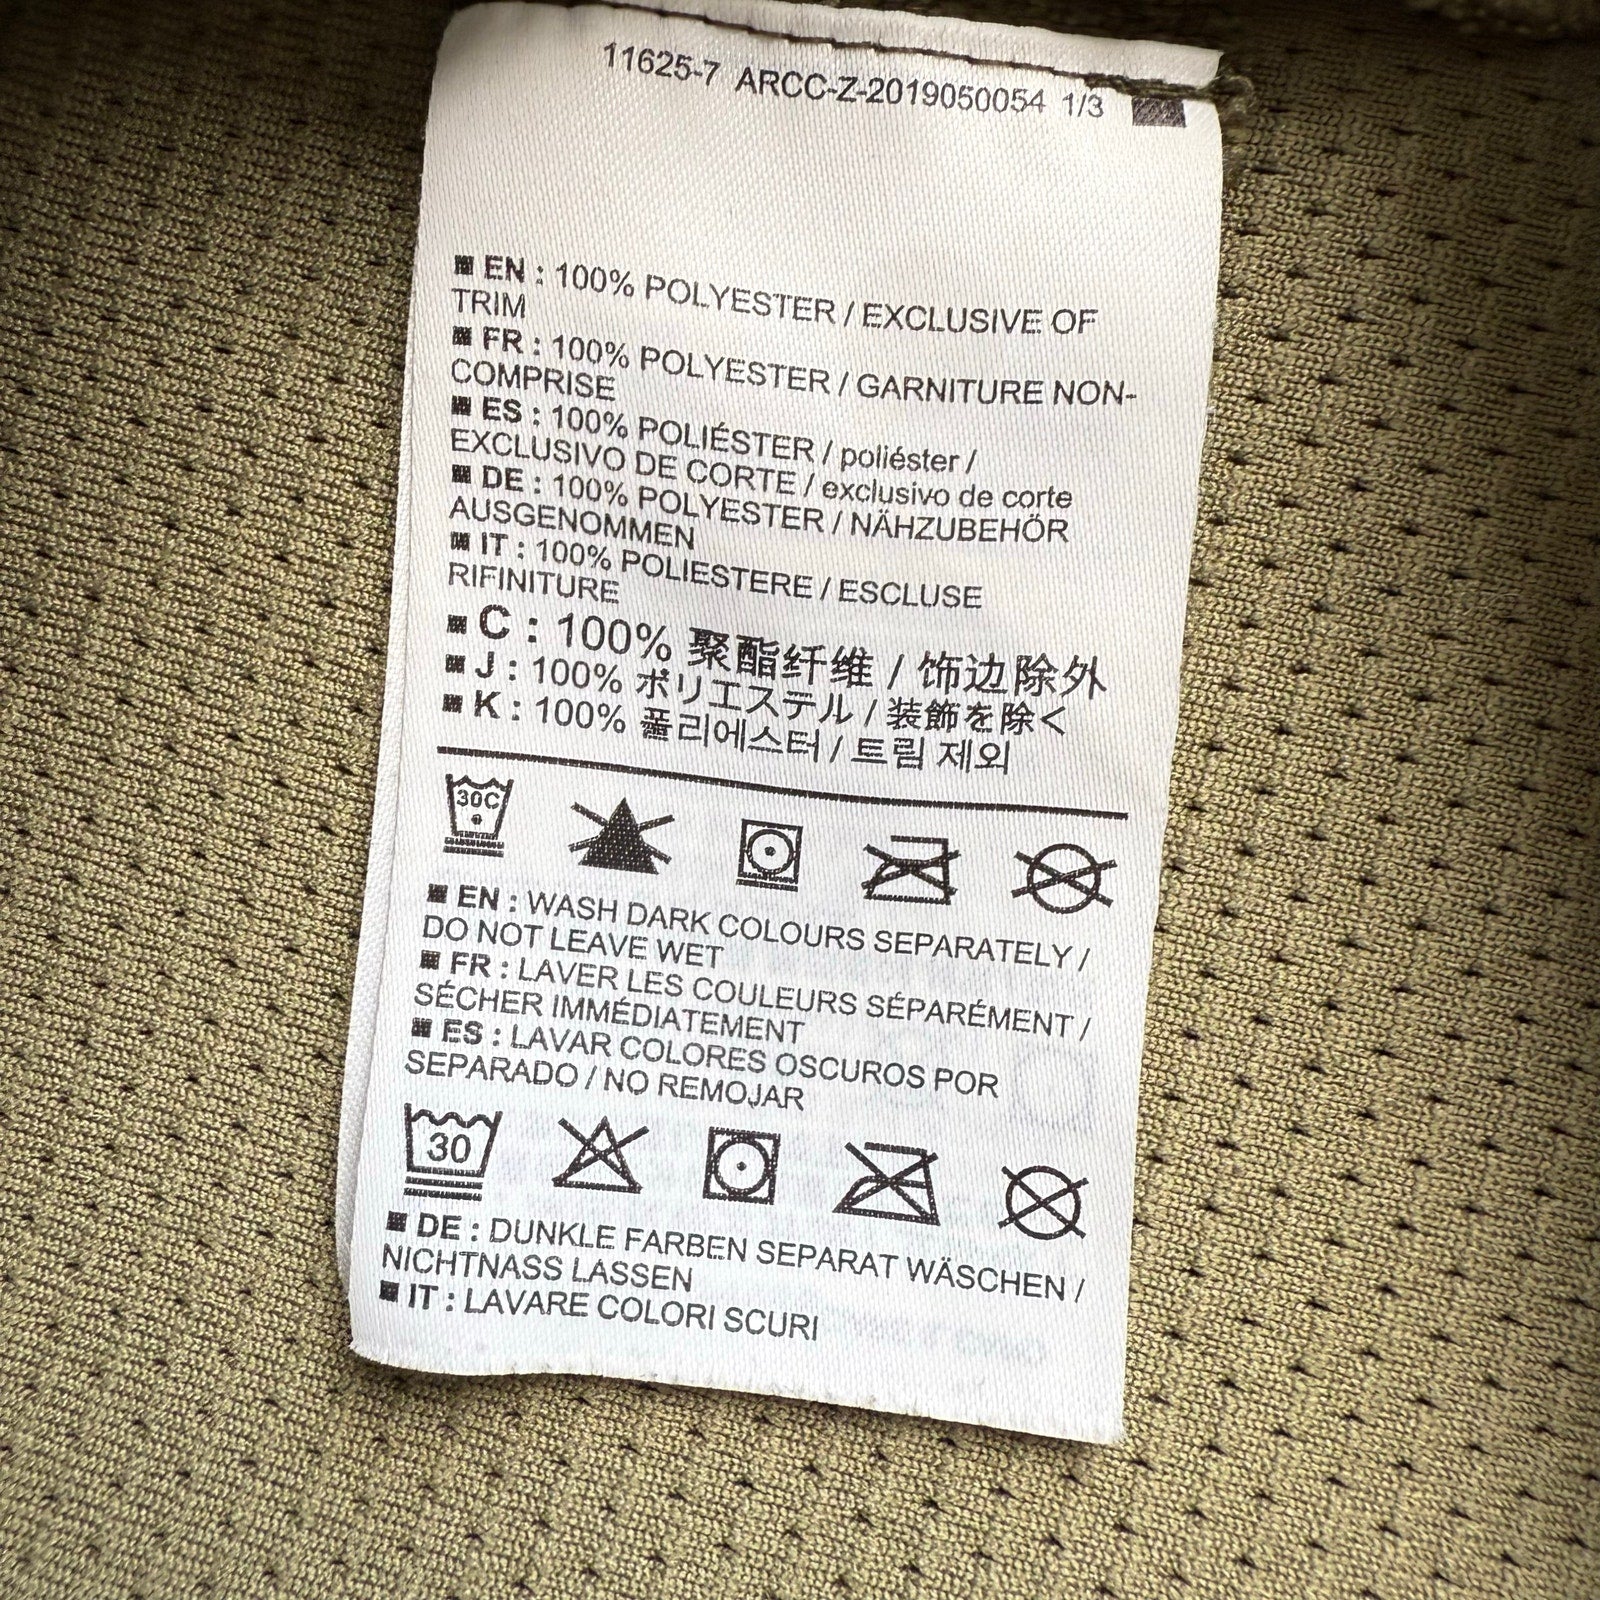 11625-7 ARCC-Z-2019050054 1/3
EN : 100% POLYESTER / EXCLUSIVE OF
TRIM
FR : 100% POLYESTER / GARNITURE NON-
COMPRISE
ES : 100% POLIÉSTER / poliéster /
EXCLUSIVO DE CORTE / exclusivo de corte
DE : 100% POLYESTER / NÄHZUBEHÖR
AUSGENOMMEN
IT : 100% POLIESTERE / ESCLUSE
RIFINITURE
C : 100% 聚酯纤维 / 饰边除外
J : 100% ポリエステル / 装飾を除く
K : 100% 폴리에스터 / 트림 제외
30C
EN : WASH DARK COLOURS SEPARATELY /
DO NOT LEAVE WET
FR : LAVER LES COULEURS SÉPARÉMENT /
SÉCHER IMMÉDIATEMENT
ES : LAVAR COLORES OSCUROS POR
SEPARADO / NO REMOJAR
30
DE : DUNKLE FARBEN SEPARAT WÄSCHEN /
NICHTNASS LASSEN
IT : LAVARE COLORI SCURI